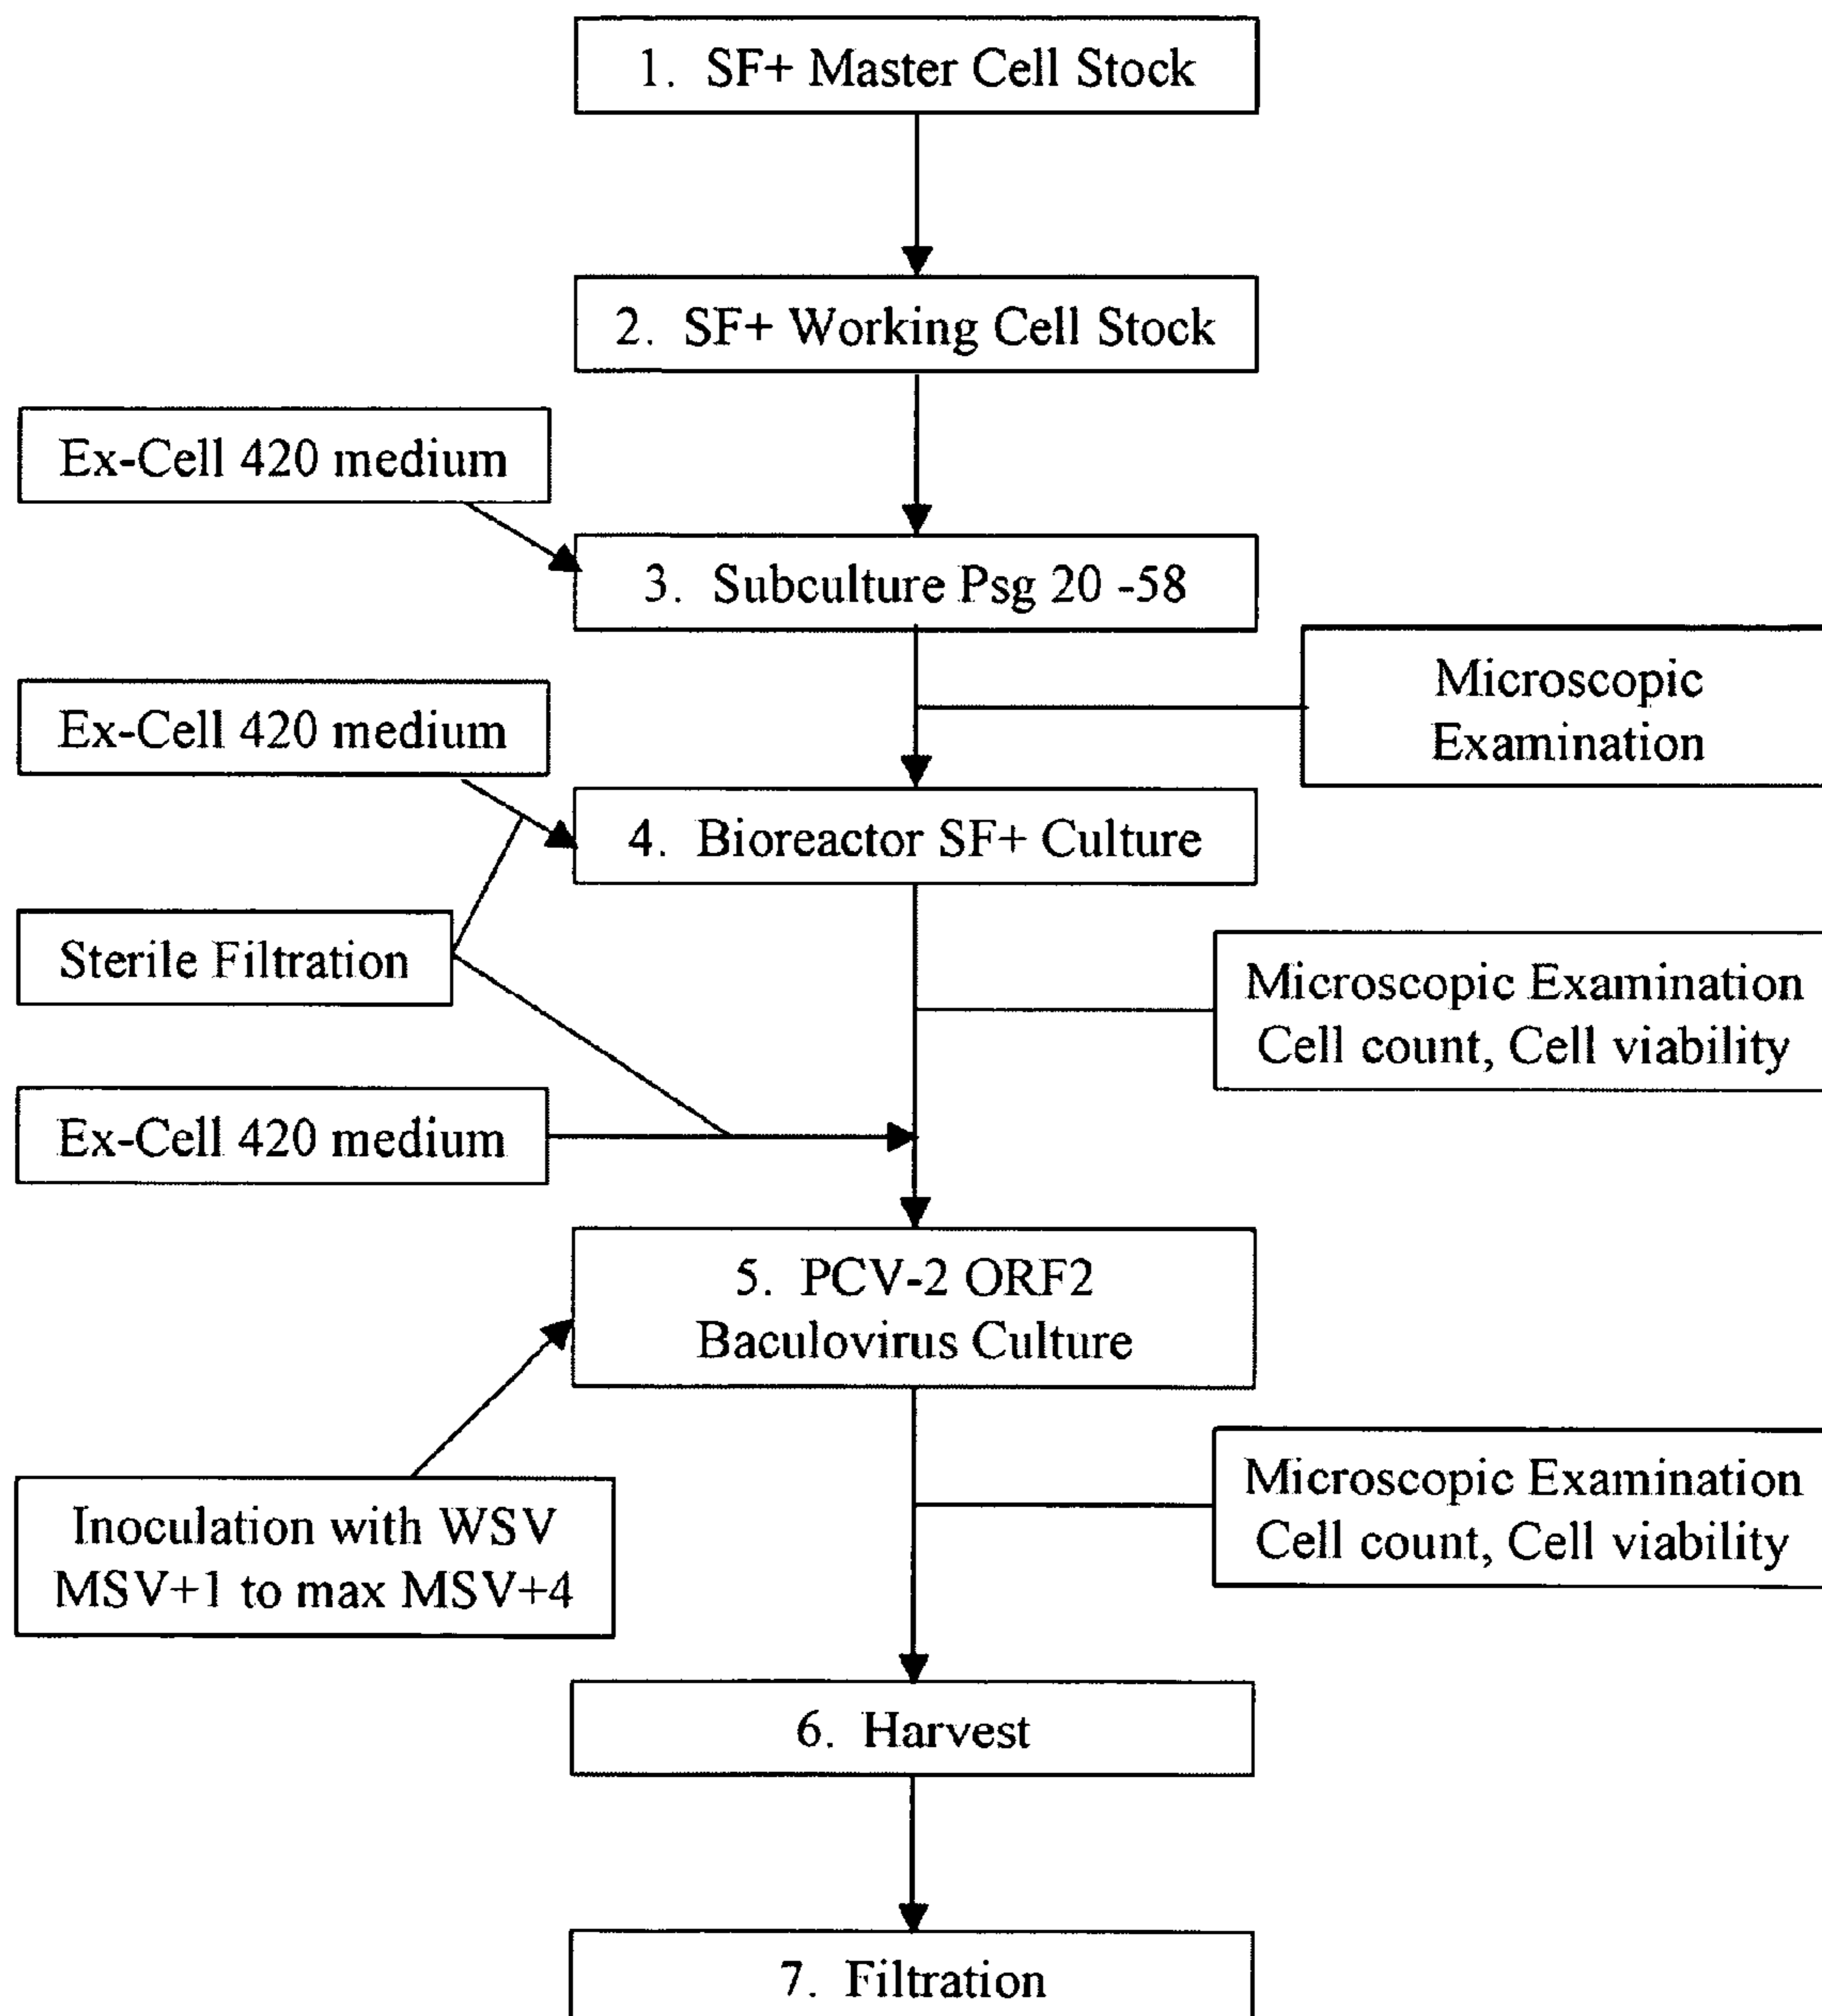 1. SF+ Master Cell Stock
2. SF+ Working Cell Stock
Ex-Cell 420 medium
3. Subculture Psg 20 -58
Microscopic
Examination
Ex-Cell 420 medium
4. Bioreactor SF+ Culture
Sterile Filtration
Microscopic Examination
Cell count, Cell viability
Ex-Cell 420 medium
5. PCV-2 ORF2
Baculovirus Culture
Inoculation with WSV
MSV+1 to max MSV+4
Microscopic Examination
Cell count, Cell viability
6. Harvest
7. Filtration